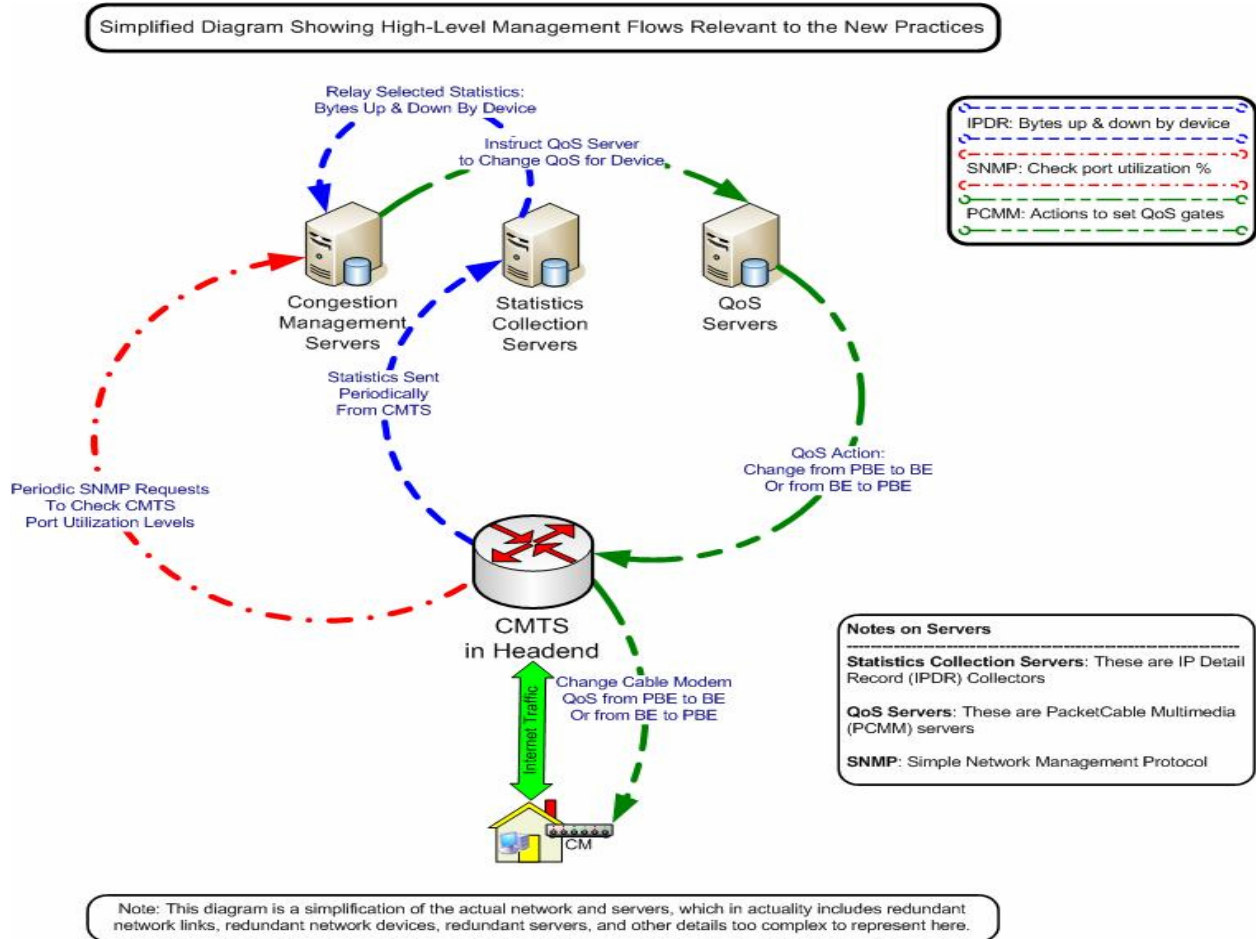 Simplified Diagram Showing High-Level Management Flows Relevant to the New Practices
Relay Selected Statistics:
Bytes Up & Down By Device
Instruct QoS Server
to Change QoS for Device
IPDR: Bytes up & down by device
SNMP: Check port utilization %
PCMM: Actions to set QoS gates
Congestion
Management
Servers
Statistics
Collection
Servers
QoS
Servers
Statistics Sent
Periodically
From CMTS
QoS Action:
Change from PBE to BE
Or from BE to PBE
Periodic SNMP Requests
To Check CMTS
Port Utilization Levels
CMTS
in Headend
Change Cable Modem
QoS from PBE to BE
Or from BE to PBE
Internet Traffic
CM
Notes on Servers
Statistics Collection Servers: These are IP Detail
Record (IPDR) Collectors
QoS Servers: These are PacketCable Multimedia
(PCMM) servers
SNMP: Simple Network Management Protocol
Note: This diagram is a simplification of the actual network and servers, which in actuality includes redundant
network links, redundant network devices, redundant servers, and other details too complex to represent here.